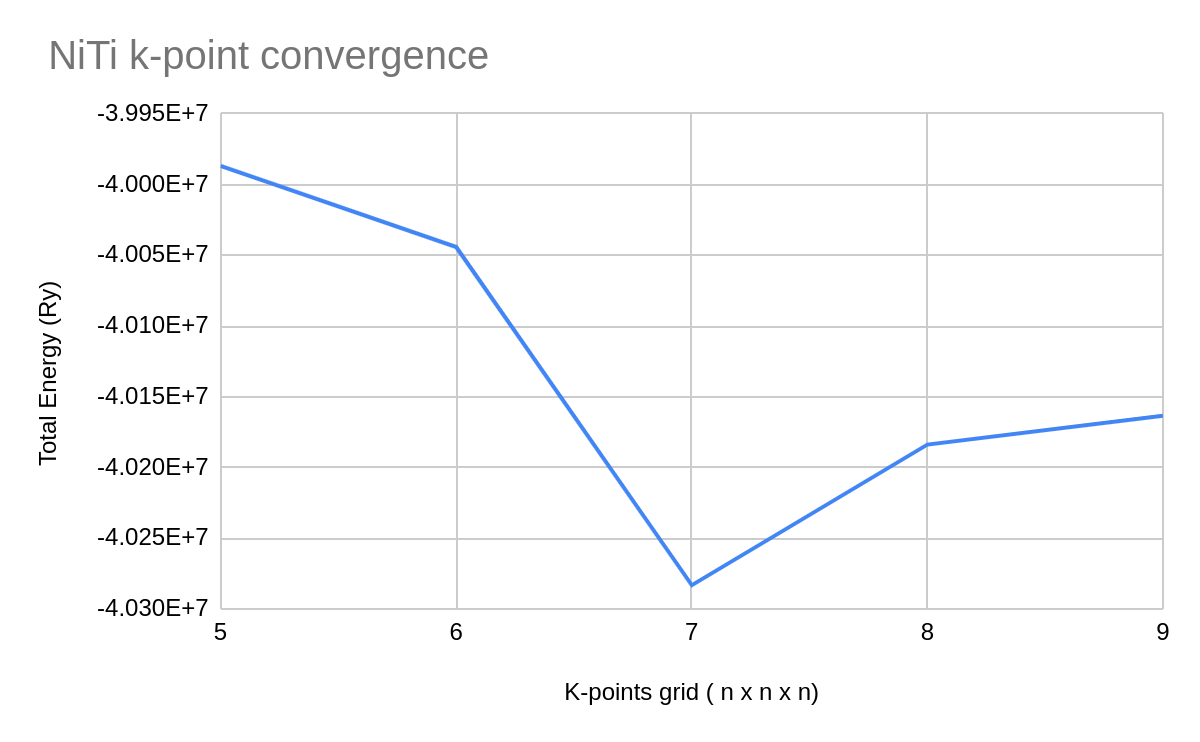 NiTi k-point convergence
-3.995E+7
-4.000E+7
-4.005E+7
-4.010E+7
-4.015E+7
-4.020E+7
-4.025E+7
-4.030E+7
Total Energy (Ry)
5 6 7 8 9
K-points grid ( n x n x n)